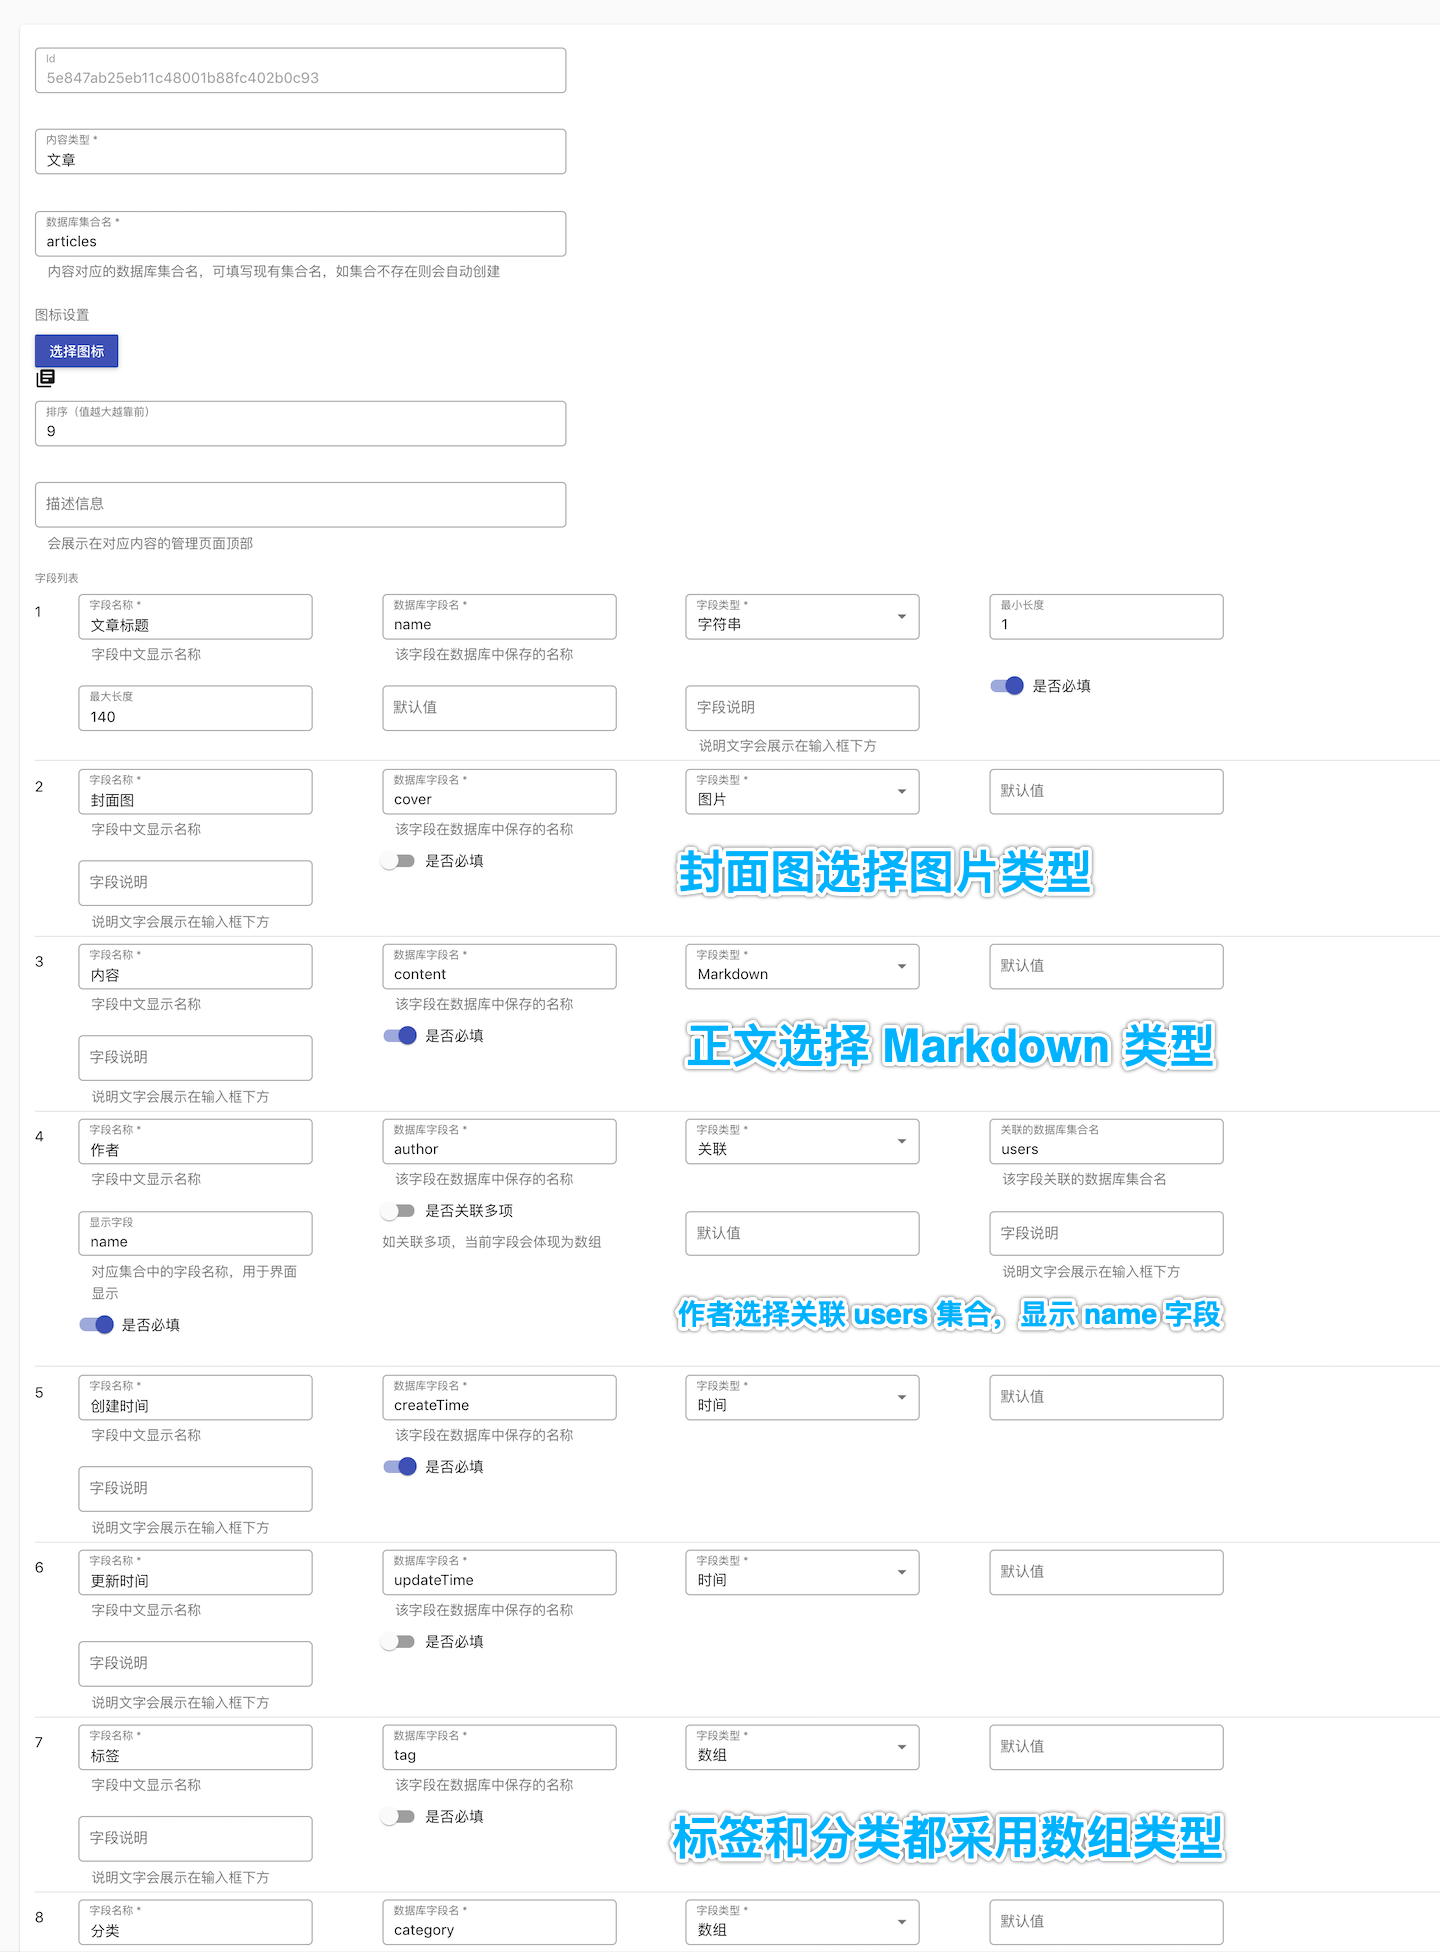 Id
5e847ab25eb11c48001b88fc402b0c93
内容类型 *
文章
数据库集合名 *
articles
内容对应的数据库集合名，可填写现有集合名，如集合不存在则会自动创建
图标设置
选择图标
排序（值越大越靠前）
9
描述信息
会展示在对应内容的管理页面顶部
字段列表
1
字段名称 *
文章标题
字段中文显示名称
数据库字段名 *
name
该字段在数据库中保存的名称
字段类型 *
字符串
最小长度
1
最大长度
140
默认值
字段说明
说明文字会展示在输入框下方
是否必填
2
字段名称 *
封面图
字段中文显示名称
数据库字段名 *
cover
该字段在数据库中保存的名称
字段类型 *
图片
默认值
字段说明
说明文字会展示在输入框下方
是否必填
封面图选择图片类型
3
字段名称 *
内容
字段中文显示名称
数据库字段名 *
content
该字段在数据库中保存的名称
字段类型 *
Markdown
默认值
字段说明
说明文字会展示在输入框下方
是否必填
正文选择 Markdown 类型
4
字段名称 *
作者
字段中文显示名称
数据库字段名 *
author
该字段在数据库中保存的名称
字段类型 *
关联
关联的数据库集合名
users
该字段关联的数据库集合名
显示字段
name
对应集合中的字段名称，用于界面
显示
是否关联多项
如关联多项，当前字段会体现为数组
默认值
字段说明
说明文字会展示在输入框下方
是否必填
作者选择关联 users 集合，显示 name 字段
5
字段名称 *
创建时间
字段中文显示名称
数据库字段名 *
createTime
该字段在数据库中保存的名称
字段类型 *
时间
默认值
字段说明
说明文字会展示在输入框下方
是否必填
6
字段名称 *
更新时间
字段中文显示名称
数据库字段名 *
updateTime
该字段在数据库中保存的名称
字段类型 *
时间
默认值
字段说明
说明文字会展示在输入框下方
是否必填
7
字段名称 *
标签
字段中文显示名称
数据库字段名 *
tag
该字段在数据库中保存的名称
字段类型 *
数组
默认值
字段说明
说明文字会展示在输入框下方
是否必填
标签和分类都采用数组类型
8
字段名称 *
分类
数据库字段名 *
category
字段类型 *
数组
默认值